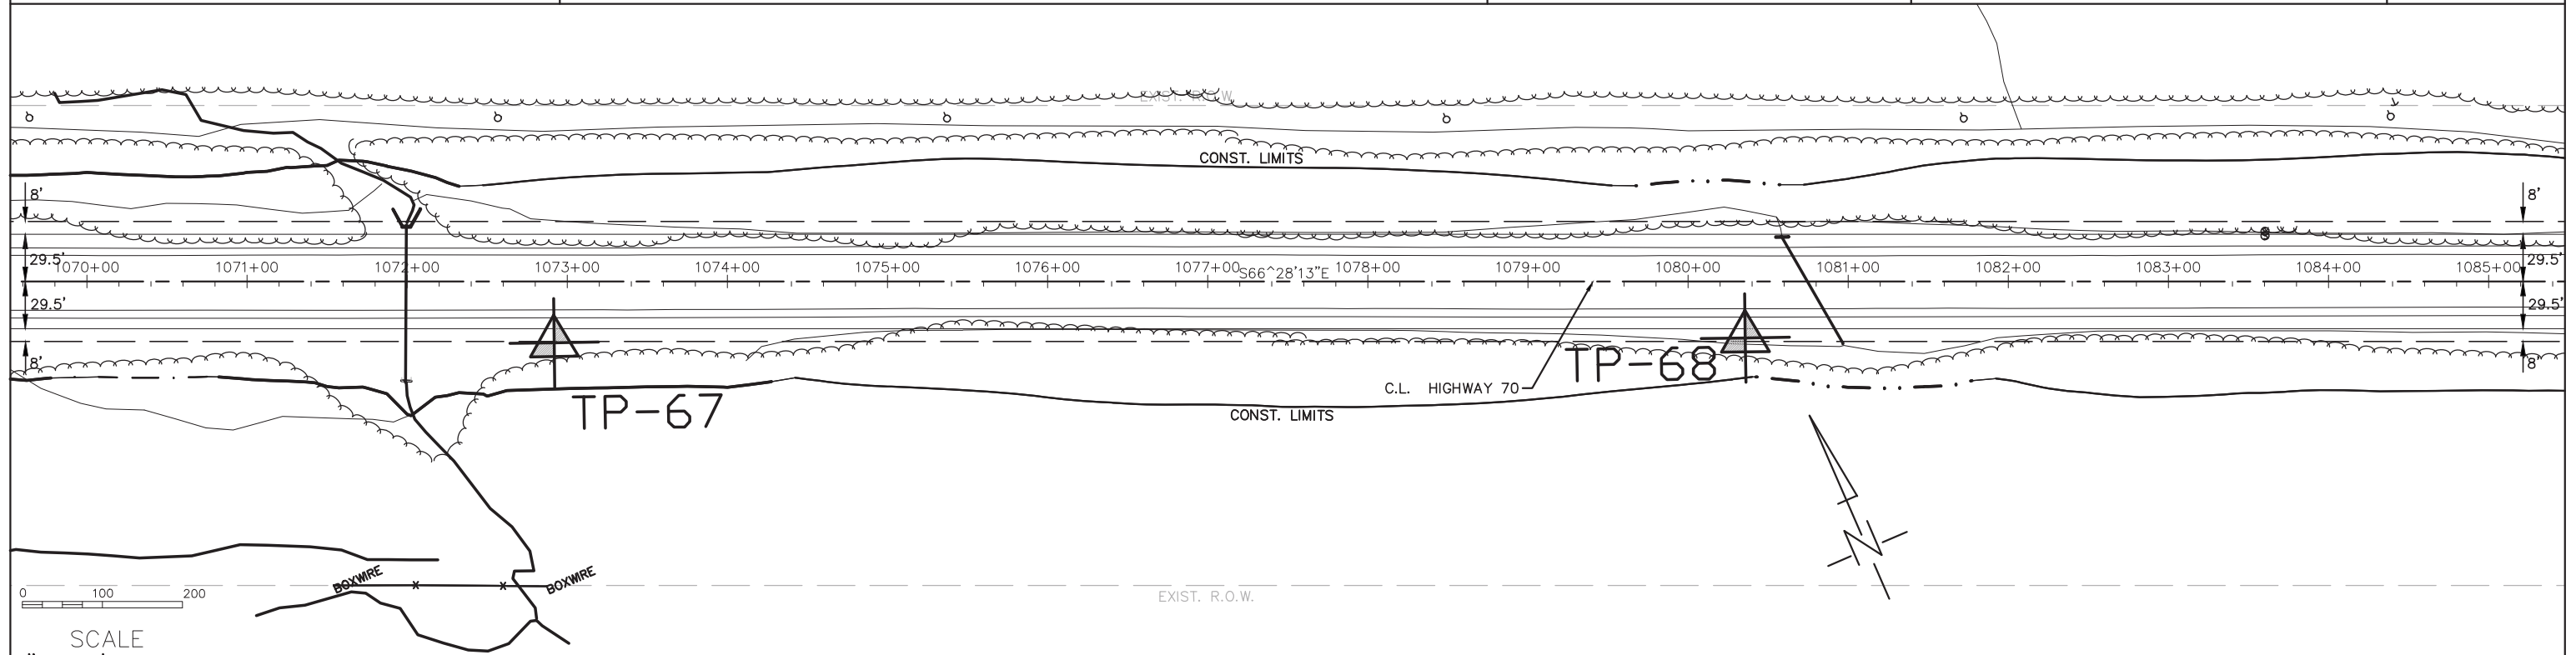 EXIST. R.O.W.
CONST. LIMITS
8' 8'
29.5' 29.5'
1070+00 1071+00 1072+00 1073+00 1074+00 1075+00 1076+00 1077+00 S66^28'13"E 1078+00 1079+00 1080+00 1081+00 1082+00 1083+00 1084+00 1085+00
29.5' 29.5'
8' 8'
TP-68
C.L. HIGHWAY 70
TP-67
CONST. LIMITS
N
BOXWIRE BOXWIRE
EXIST. R.O.W.
0 100 200
SCALE